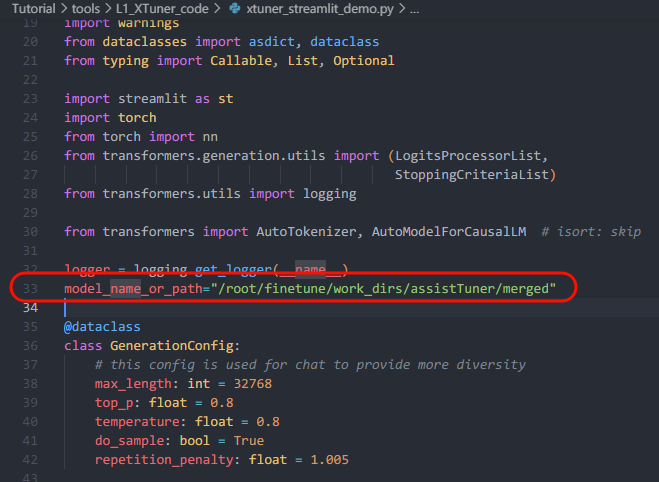 Tutorial > tools > L1_XTuner_code > xtuner_streamlit_demo.py > ...
19 import warnings
20 from dataclasses import asdict, dataclass
21 from typing import Callable, List, Optional
22
23 import streamlit as st
24 import torch
25 from torch import nn
26 from transformers.generation.utils import (LogitsProcessorList,
27 StoppingCriteriaList)
28 from transformers.utils import logging
29
30 from transformers import AutoTokenizer, AutoModelForCausalLM  # isort: skip
31
32 logger = logging.get_logger(__name__)
33 model_name_or_path="/root/finetune/work_dirs/assistTuner/merged"
34
35 @dataclass
36 class GenerationConfig:
37     # this config is used for chat to provide more diversity
38     max_length: int = 32768
39     top_p: float = 0.8
40     temperature: float = 0.8
41     do_sample: bool = True
42     repetition_penalty: float = 1.005
43